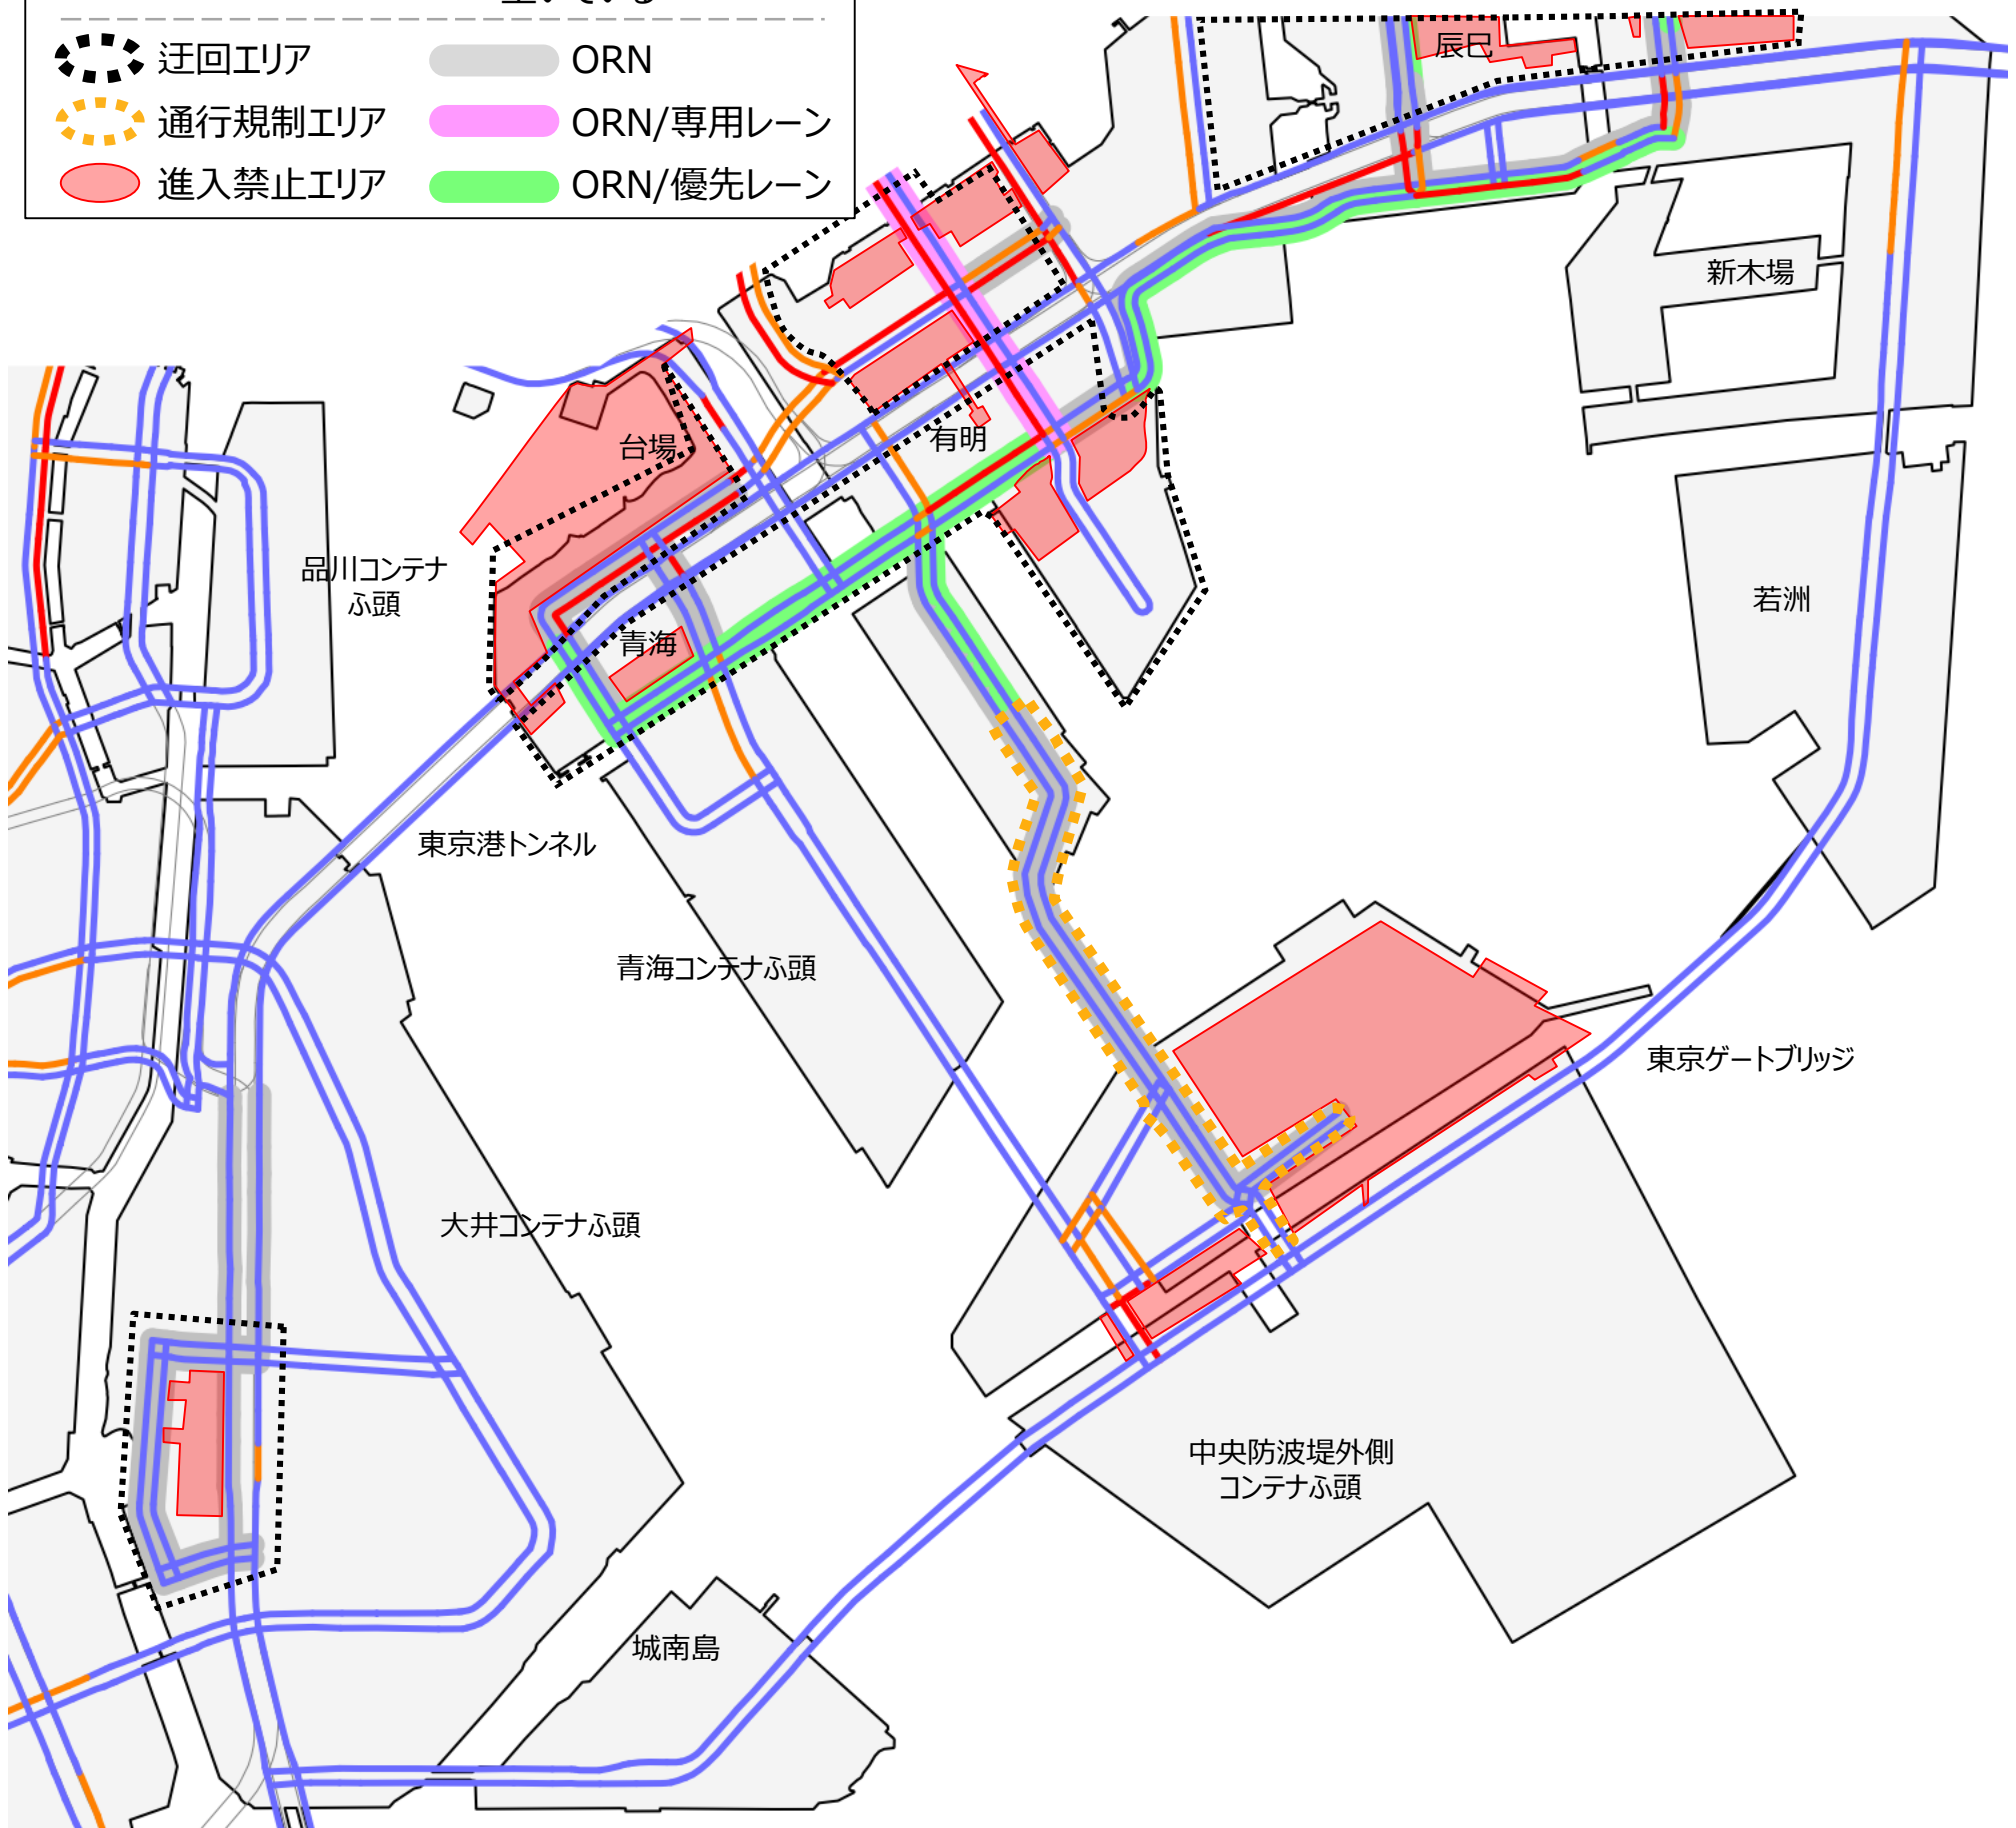 空いている
迂回エリア
ORN
通行規制エリア
ORN/専用レーン
進入禁止エリア
ORN/優先レーン
辰巳
新木場
有明
台場
品川コンテナ
ふ頭
若洲
青海
東京港トンネル
青海コンテナふ頭
東京ゲートブリッジ
大井コンテナふ頭
中央防波堤外側
コンテナふ頭
城南島